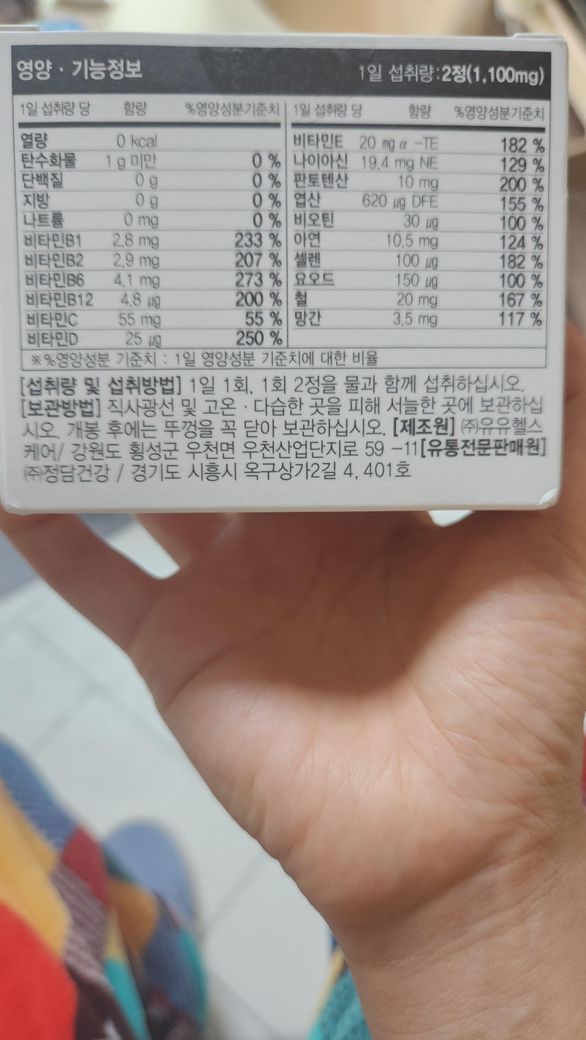 영양 · 기능정보 1일 섭취량:2정(1,100mg)
1일 섭취량 당 함량 %영양성분기준치
열량 0 kcal
탄수화물 1 g 미만 0 %
단백질 0 g 0 %
지방 0 g 0 %
나트륨 0 mg 0 %
비타민B1 2.8 mg 233 %
비타민B2 2.9 mg 207 %
비타민B6 4.1 mg 273 %
비타민B12 4.8 μg 200 %
비타민C 55 mg 55 %
비타민D 25 μg 250 %
1일 섭취량 당 함량 %영양성분기준치
비타민E 20 mg α -TE 182 %
나이아신 19.4 mg NE 129 %
판토텐산 10 mg 200 %
엽산 620 μg DFE 155 %
비오틴 30 μg 100 %
아연 10.5 mg 124 %
셀렌 100 μg 182 %
요오드 150 μg 100 %
철 20 mg 167 %
망간 3.5 mg 117 %
※%영양성분 기준치 : 1일 영양성분 기준치에 대한 비율
[섭취량 및 섭취방법] 1일 1회, 1회 2정을 물과 함께 섭취하십시오.
[보관방법] 직사광선 및 고온 · 다습한 곳을 피해 서늘한 곳에 보관하십
시오. 개봉 후에는 뚜껑을 꼭 닫아 보관하십시오. [제조원] ㈜유유헬스
케어/ 강원도 횡성군 우천면 우천산업단지로 59 -11[유통전문판매원]
㈜정담건강 / 경기도 시흥시 옥구상가2길 4, 401호